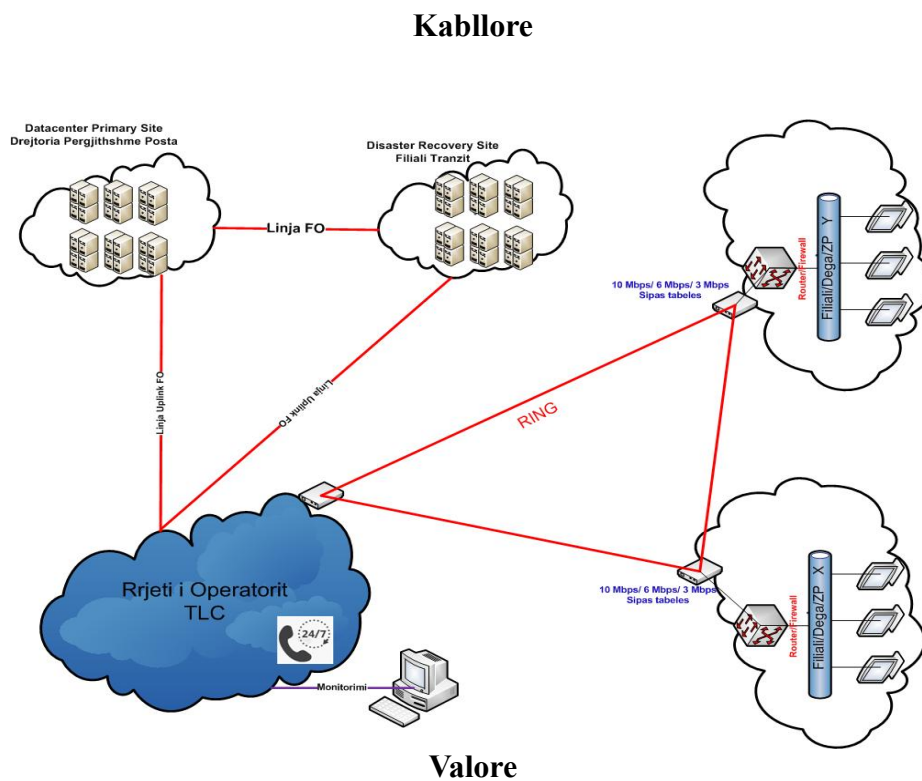 Kabllore
Datacenter Primary Site
Drejtoria Pergjithshme Posta
Disaster Recovery Site
Filiali Tranzit
Linja FO
10 Mbps/ 6 Mbps/ 3 Mbps
Sipas tabeles
Router/Firewall
Filiali/Dega/ZP Y
Linja Uplink FO
Linja Uplink FO
RING
Rrjeti i Operatorit
TLC
24/7
Monitorimi
10 Mbps/ 6 Mbps/ 3 Mbps
Sipas tabeles
Router/Firewall
Filiali/Dega/ZP X
Valore